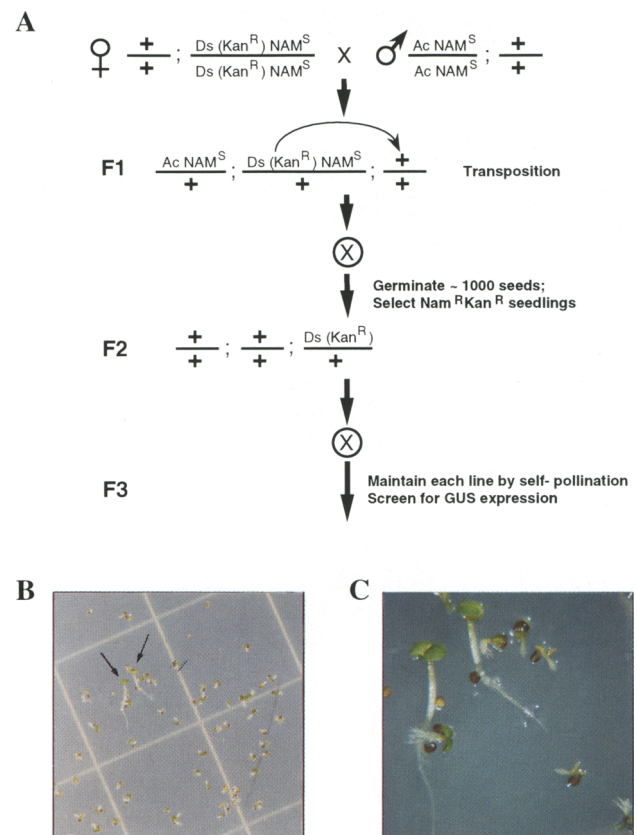 A
♀ + / + ; Ds (Kan^R) NAM^S / Ds (Kan^R) NAM^S X ♂ Ac NAM^S / Ac NAM^S ; + / +
F1 Ac NAM^S / + ; Ds (Kan^R) NAM^S / + ; + / + Transposition
X
Germinate ~ 1000 seeds;
Select Nam^R Kan^R seedlings
F2 + / + ; + / + ; Ds (Kan^R) / +
X
F3 Maintain each line by self- pollination
Screen for GUS expression
B C